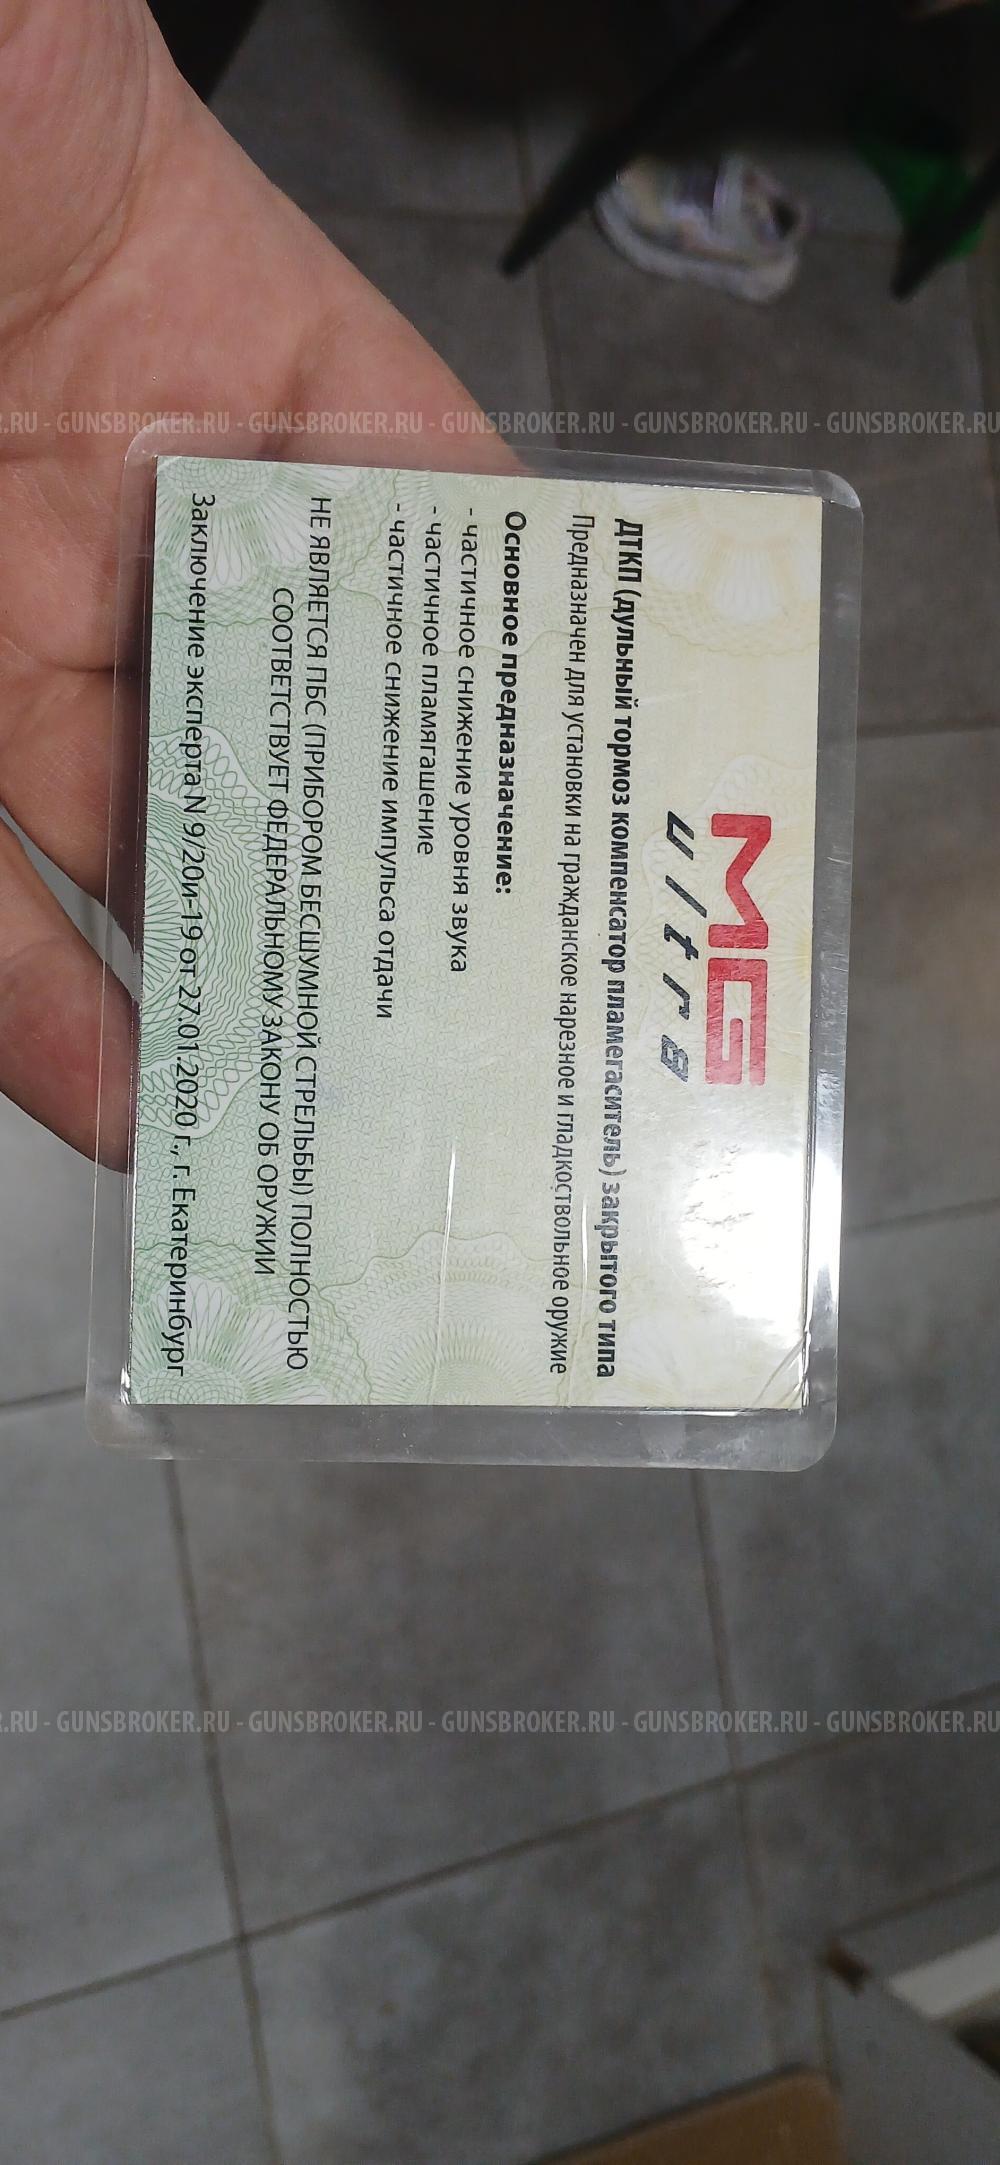 .RU - GUNSBROKER.RU - GUNSBROKER.RU - GUNSBROKER.RU - GUNSBROKER.RU - GUNSBROKER.RU
MG
ultra
ДТКП (дульный тормоз компенсатор пламегаситель) закрытого типа
Предназначен для установки на гражданское нарезное и гладкоствольное оружие
Основное предназначение:
- частичное снижение уровня звука
- частичное пламягашение
- частичное снижение импульса отдачи
НЕ ЯВЛЯЕТСЯ ПБС (ПРИБОРОМ БЕСШУМНОЙ СТРЕЛЬБЫ) ПОЛНОСТЬЮ
СООТВЕТСТВУЕТ ФЕДЕРАЛЬНОМУ ЗАКОНУ ОБ ОРУЖИИ
Заключение эксперта N 9/20и-19 от 27.01.2020 г., г. Екатеринбург
R.RU - GUNSBROKER.RU - GUNSBROKER.RU - GUNSBROKER.RU - GUNSBROKER.RU - GUNSBROKER.RU